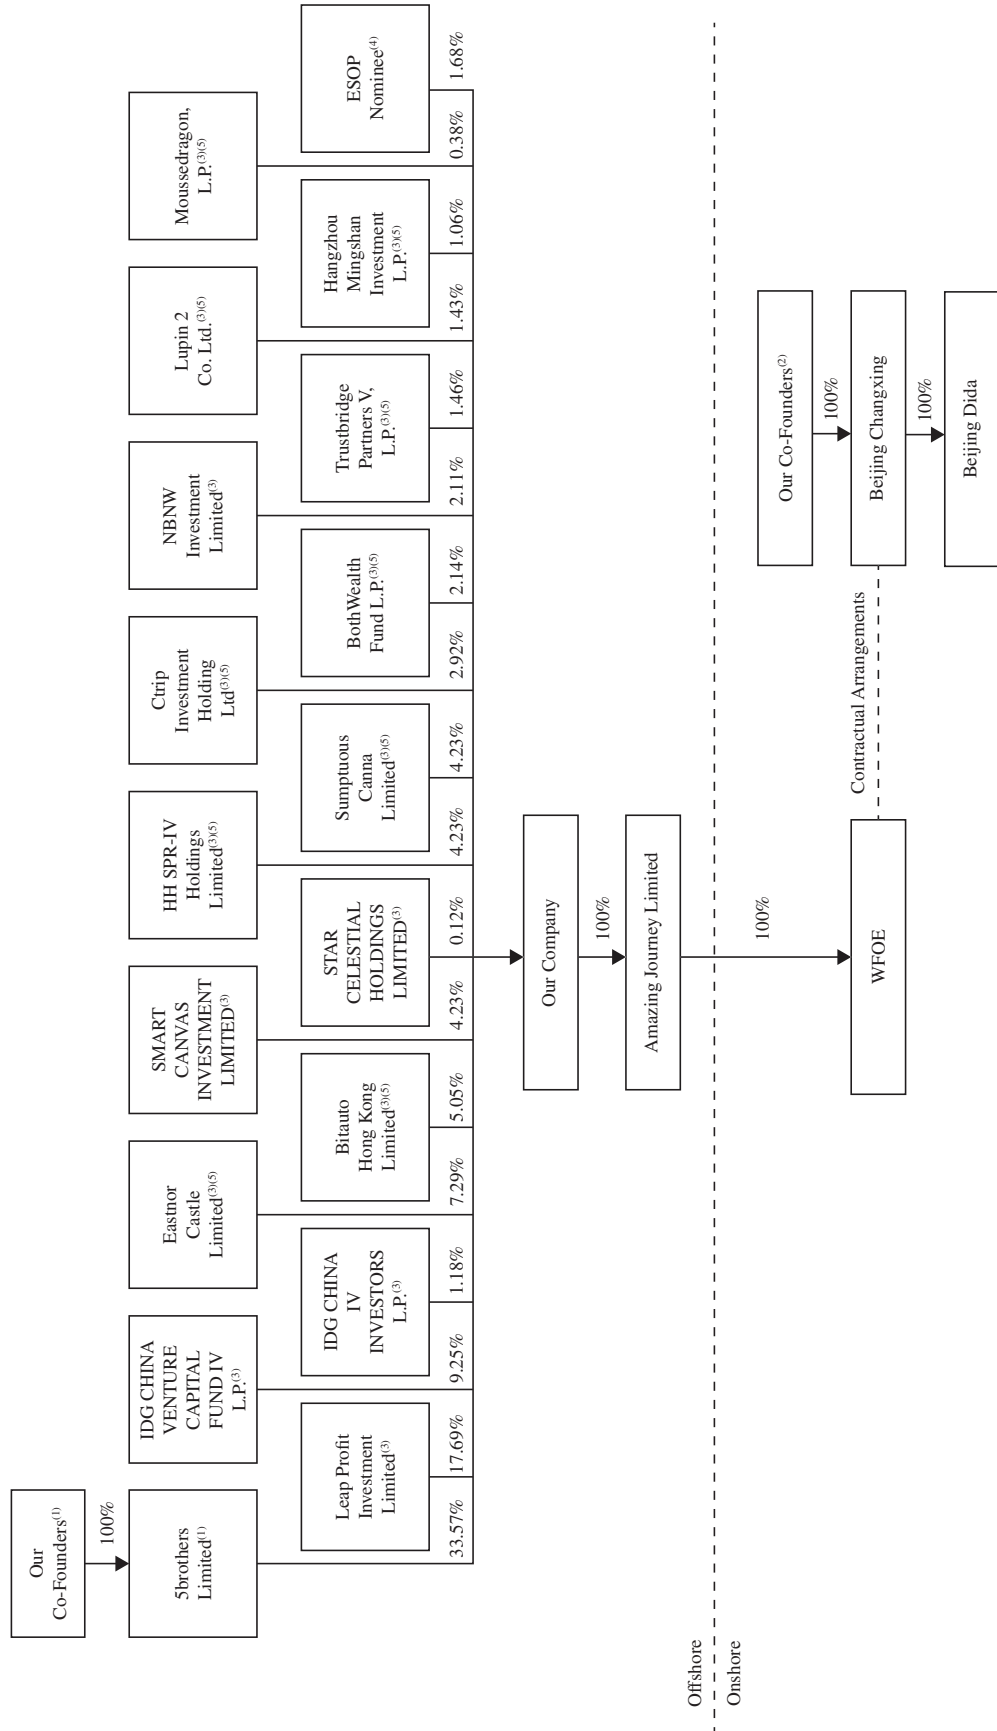 Our
Co-Founders(1)
100%
5brothers
Limited(1)
IDG CHINA
VENTURE
CAPITAL
FUND IV
L.P.(3)
Eastnor
Castle
Limited(3)(5)
SMART
CANVAS
INVESTMENT
LIMITED(3)
HH SPR-IV
Holdings
Limited(3)(5)
Ctrip
Investment
Holding
Ltd(3)(5)
NBNW
Investment
Limited(3)
Lupin 2
Co. Ltd.(3)(5)
Moussedragon,
L.P.(3)(5)
Leap Profit
Investment
Limited(3)
IDG CHINA
IV
INVESTORS
L.P.(3)
Bitauto
Hong Kong
Limited(3)(5)
STAR
CELESTIAL
HOLDINGS
LIMITED(3)
Sumptuous
Canna
Limited(3)(5)
BothWealth
Fund L.P.(3)(5)
Trustbridge
Partners V,
L.P.(3)(5)
Hangzhou
Mingshan
Investment
L.P.(3)(5)
ESOP
Nominee(4)
33.57%
17.69%
9.25%
1.18%
7.29%
5.05%
4.23%
0.12%
4.23%
4.23%
2.92%
2.14%
2.11%
1.46%
1.43%
1.06%
0.38%
1.68%
Our Company
100%
Amazing Journey Limited
Offshore
Onshore
100%
WFOE
Contractual Arrangements
Our Co-Founders(2)
100%
Beijing Changxing
100%
Beijing Dida